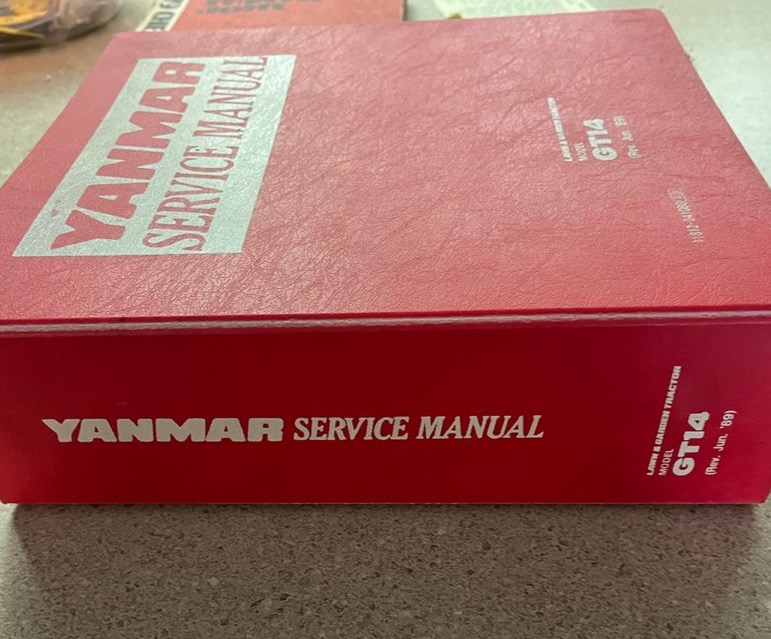 YANMAR
SERVICE MANUAL
LAWN & GARDEN TRACTOR
MODEL
GT14
(Rev. Jun. '89)
YANMAR SERVICE MANUAL
LAWN & GARDEN TRACTOR
MODEL
GT14
(Rev. Jun. '89)